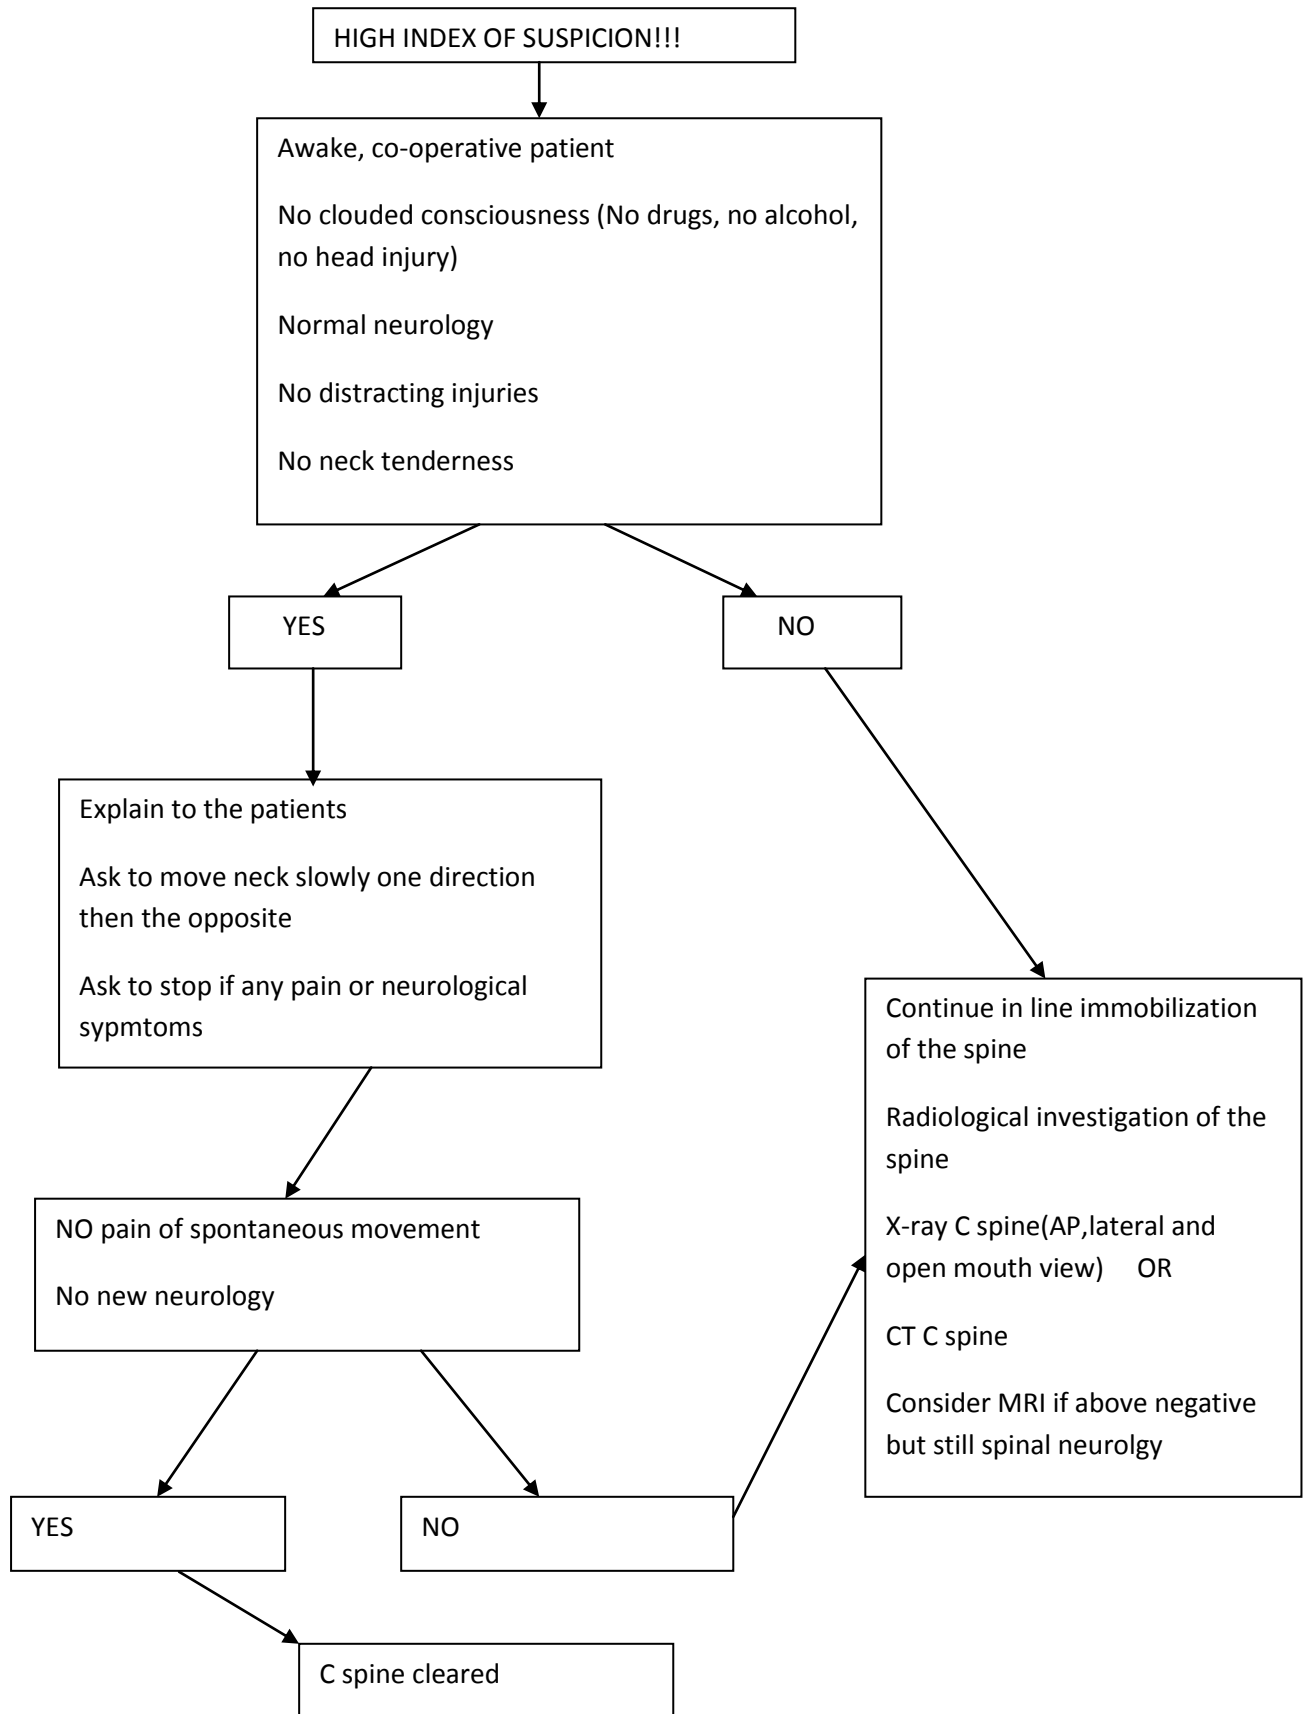 HIGH INDEX OF SUSPICION!!!
Awake, co-operative patient
No clouded consciousness (No drugs, no alcohol,
no head injury)
Normal neurology
No distracting injuries
No neck tenderness
YES
NO
Explain to the patients
Ask to move neck slowly one direction
then the opposite
Ask to stop if any pain or neurological
sypmtoms
Continue in line immobilization
of the spine
Radiological investigation of the
spine
X-ray C spine(AP,lateral and
open mouth view) OR
CT C spine
Consider MRI if above negative
but still spinal neurolgy
NO pain of spontaneous movement
No new neurology
YES
NO
C spine cleared